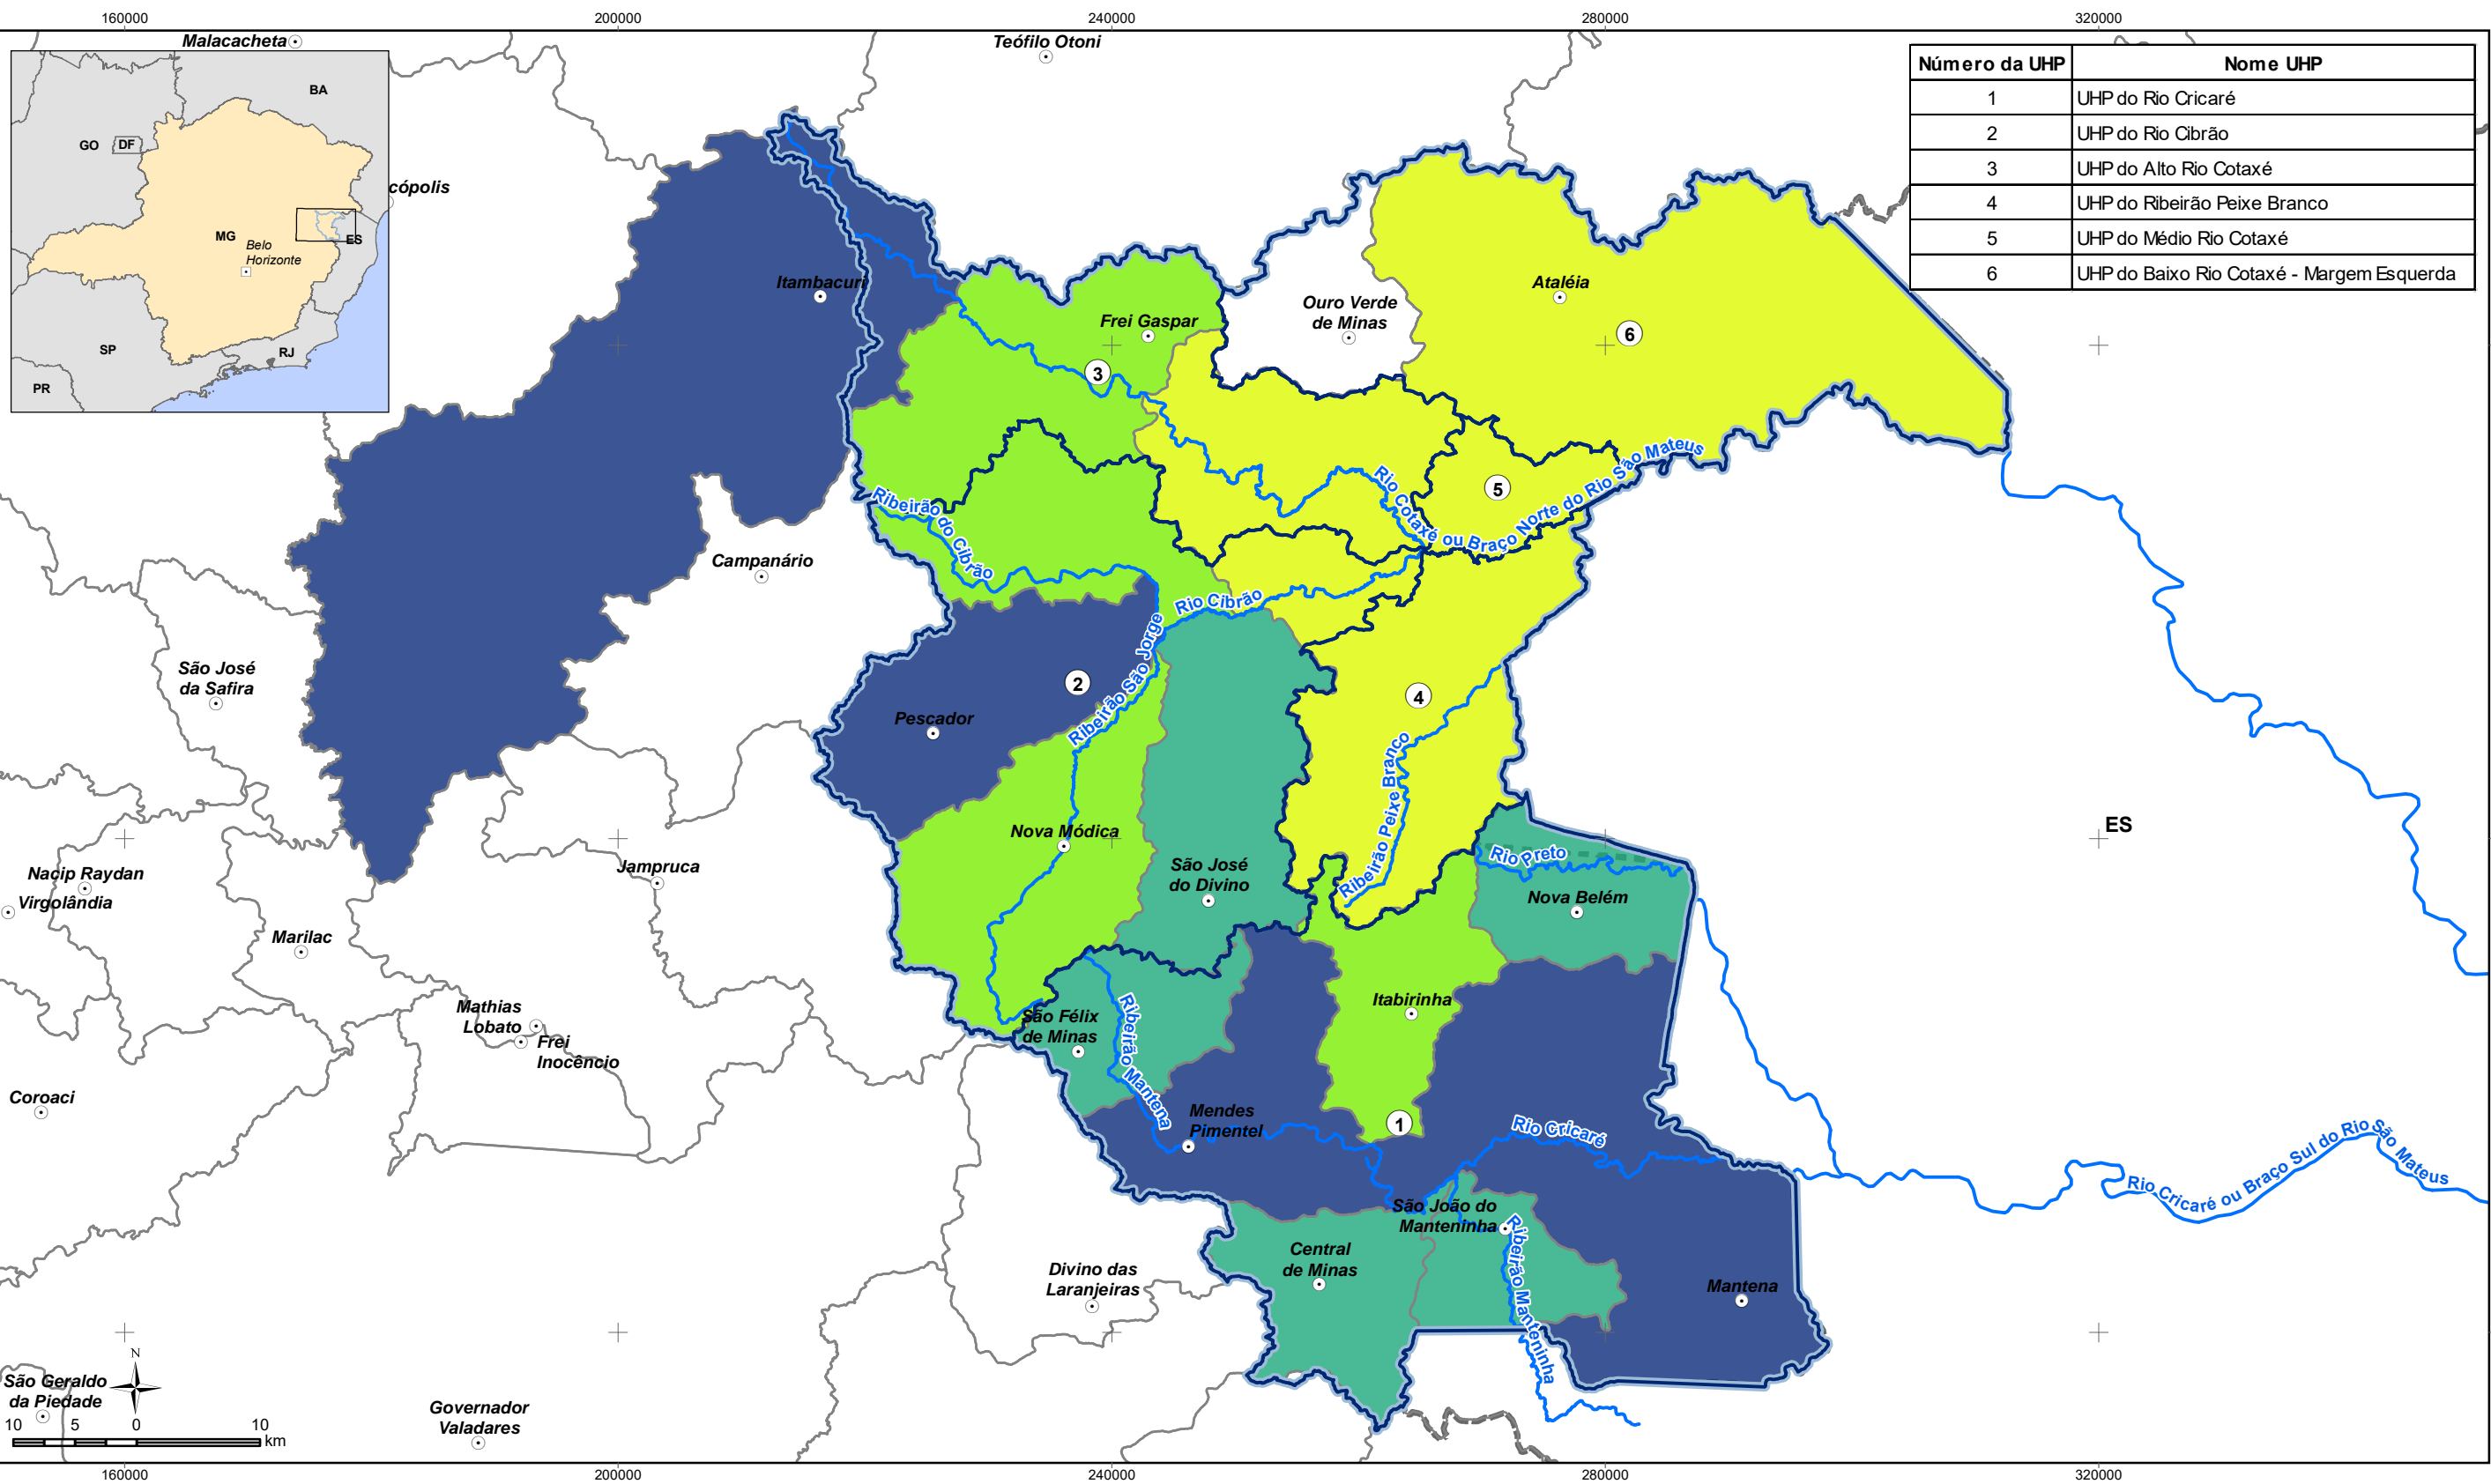 160000
200000
240000
280000
320000
Malacacheta
Teófilo Otoni
Número da UHP Nome UHP
1 UHP do Rio Cricaré
2 UHP do Rio Cibrão
3 UHP do Alto Rio Cotaxé
4 UHP do Ribeirão Peixe Branco
5 UHP do Médio Rio Cotaxé
6 UHP do Baixo Rio Cotaxé - Margem Esquerda
BA
GO
DF
MG
Belo
Horizonte
ES
SP
RJ
PR
cópolis
Itambacuri
Frei Gaspar
Ouro Verde
de Minas
Ataléia
6
3
5
Ribeirão do Cibrão
Rio Cotaxé ou Braço Norte do Rio São Mateus
Campanário
Rio Cibrão
Ribeirão São Jorge
São José
da Safira
2
4
Pescador
Ribeirão Peixe Branco
Nova Módica
ES
Rio Preto
Jampruca
São José
do Divino
Nova Belém
Nacip Raydan
Virgolândia
Marilac
Itabirinha
Mathias
Lobato
Frei
Inocêncio
São Félix
de Minas
Ribeirão Mantena
Coroaci
Mendes
Pimentel
1
Rio Cricaré
Rio Cricaré ou Braço Sul do Rio São Mateus
São João do
Manteninha
Ribeirão Manteninha
Central
de Minas
Divino das
Laranjeiras
Mantena
N
São Geraldo
da Piedade
Governador
Valadares
10 5 0 10
km
160000
200000
240000
280000
320000